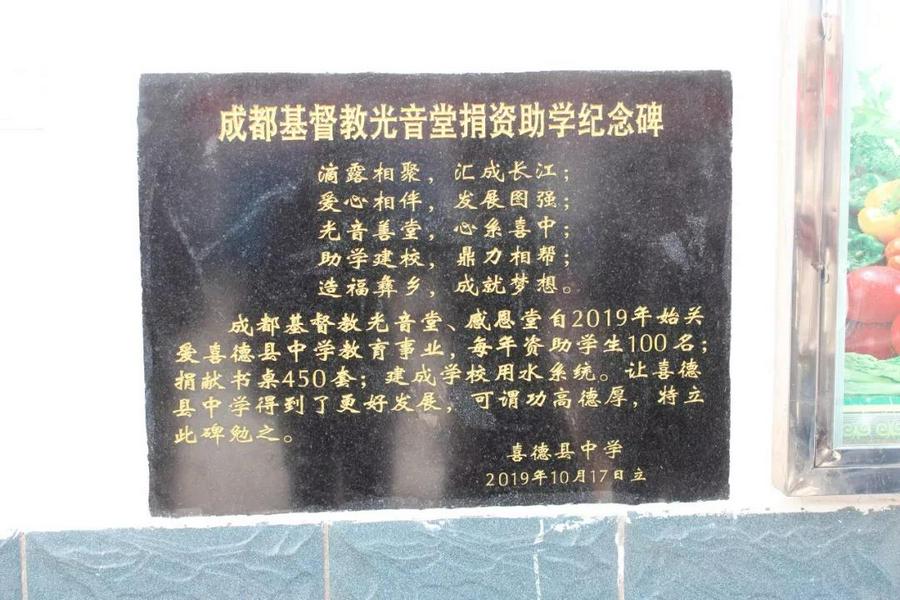 成都基督教光音堂捐资助学纪念碑
滴露相聚，汇成长江；
爱心相伴，发展图强；
光音善堂，心系喜中；
助学建校，鼎力相帮；
造福彝乡，成就梦想。
成都基督教光音堂、感恩堂自2019年始关
爱喜德县中学教育事业，每年资助学生100名；
捐献书桌450套；建成学校用水系统。让喜德
县中学得到了更好发展，可谓功高德厚，特立
此碑勉之。
喜德县中学
2019年10月17日立